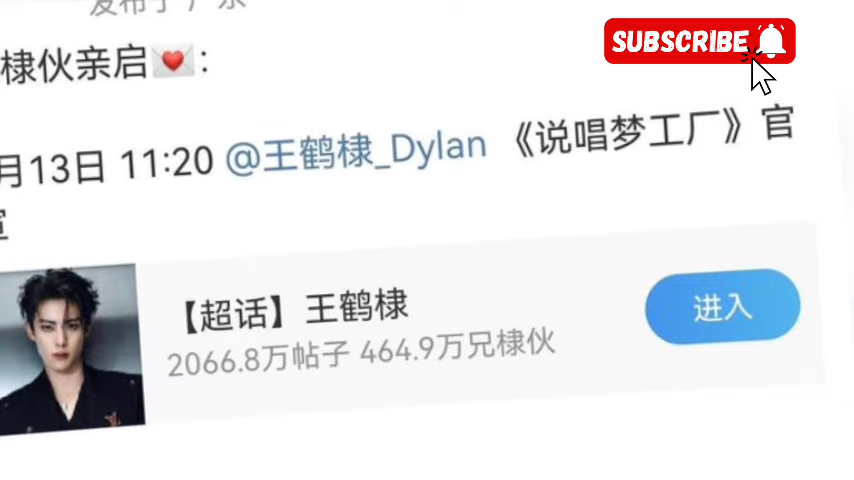 SUBSCRIBE
棣伙亲启💌：
月13日 11:20 @王鹤棣_Dylan 《说唱梦工厂》官
【超话】王鹤棣
2066.8万帖子 464.9万兄棣伙
进入